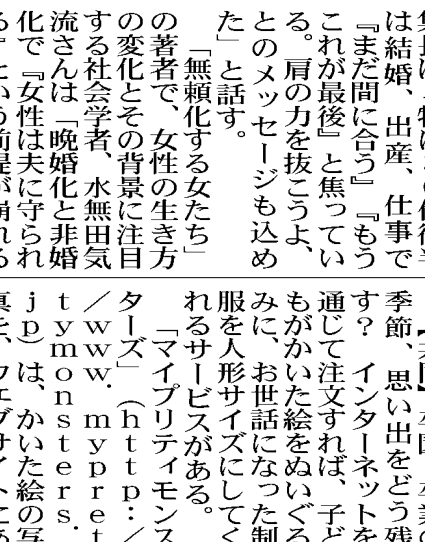 は結婚、出産、仕事で
『まだ間に合う』『もう
これが最後』と焦ってい
る。肩の力を抜こうよ、
とのメッセージも込め
た」と話す。
「無頼化する女たち」
の著者で、女性の生き方
の変化とその背景に注目
する社会学者、水無田気
流さんは「晩婚化と非婚
化で『女性は夫に守られ
季節、思い出をどう残
す？　インターネットを
通じて注文すれば、子ど
もがかいた絵をぬいぐる
みに、お世話になった制
服を人形サイズにしてく
れるサービスがある。
「マイプリティモンス
ターズ」（http:/
/www.mypret
tymonsters.
jp）は、かいた絵の写